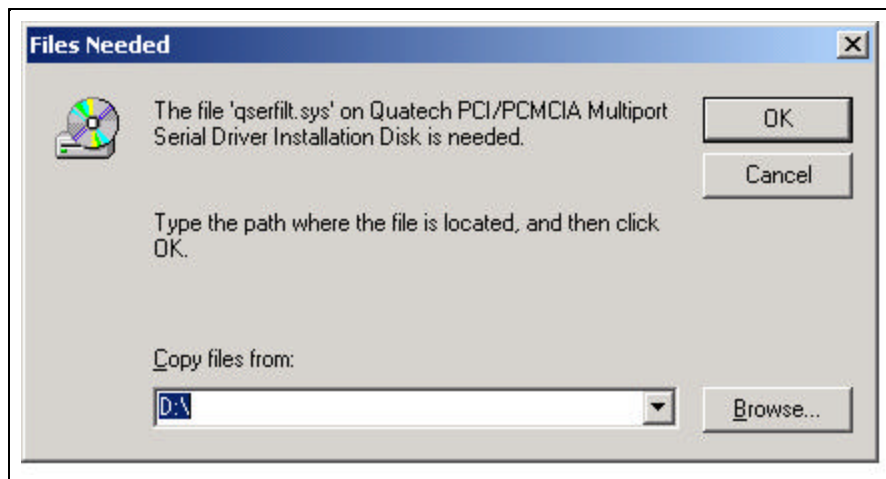 Files Needed
The file 'qserfilt.sys' on Quatech PCI/PCMCIA Multiport
Serial Driver Installation Disk is needed.
OK
Cancel
Type the path where the file is located, and then click
OK.
Copy files from:
D:\
Browse...